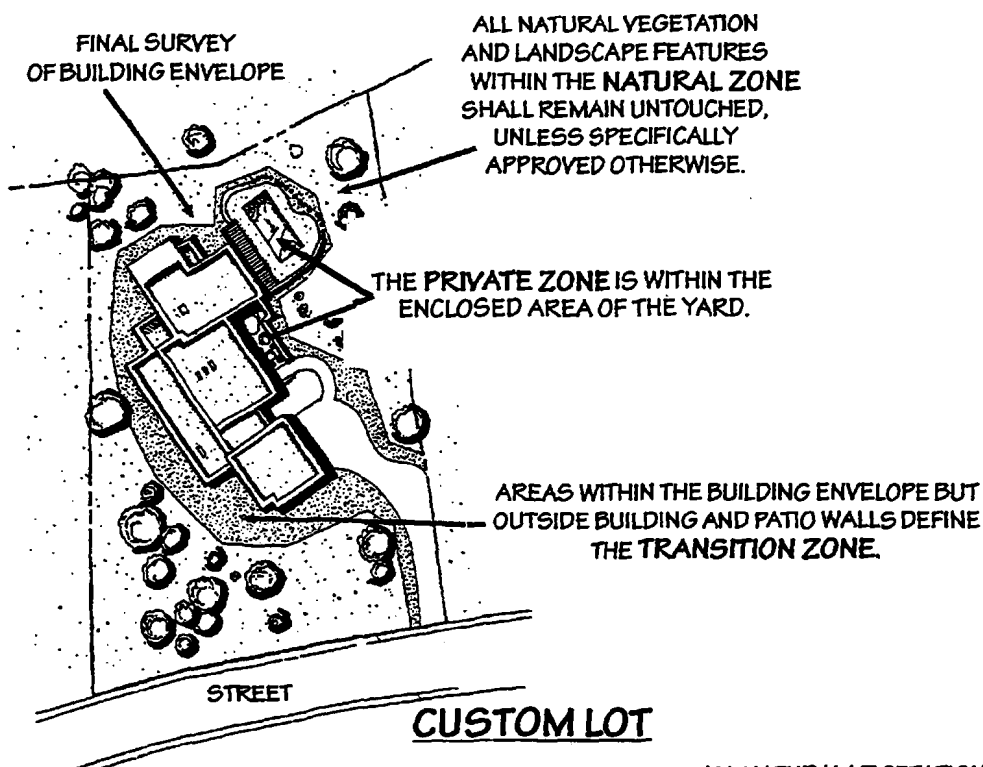 FINAL SURVEY
OF BUILDING ENVELOPE
ALL NATURAL VEGETATION
AND LANDSCAPE FEATURES
WITHIN THE NATURAL ZONE
SHALL REMAIN UNTOUCHED,
UNLESS SPECIFICALLY
APPROVED OTHERWISE.
THE PRIVATE ZONE IS WITHIN THE
ENCLOSED AREA OF THE YARD.
AREAS WITHIN THE BUILDING ENVELOPE BUT
OUTSIDE BUILDING AND PATIO WALLS DEFINE
THE TRANSITION ZONE.
STREET
CUSTOM LOT